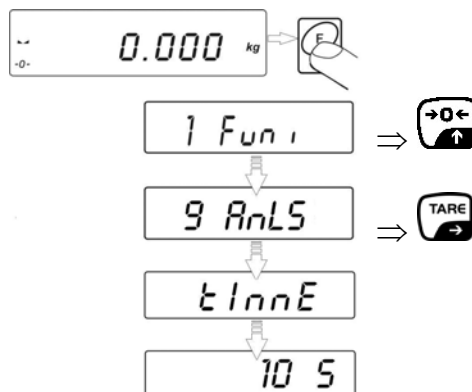 -0- 0.000 kg F
1 Funi →0← ↑
9 AnLS TARE →
tInnE
10 S